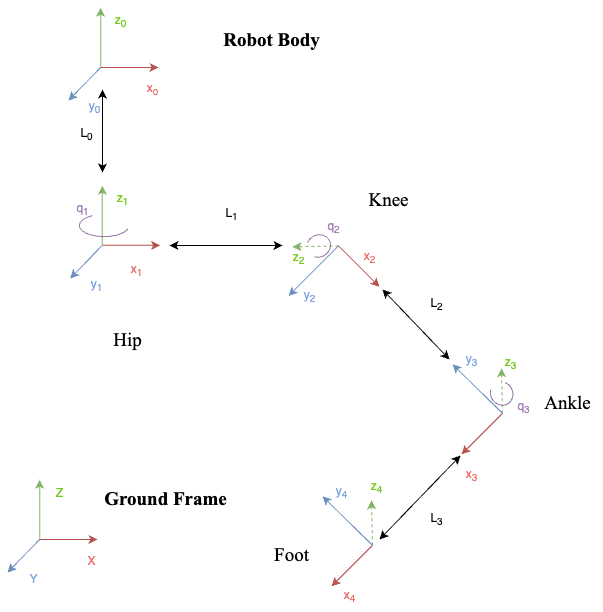 z₀
Robot Body
x₀
y₀
L₀
q₁
z₁
L₁
Knee
q₂
z₂
x₂
x₁
y₁
y₂
L₂
Hip
y₃
z₃
q₃
Ankle
x₃
y₄
z₄
Z
Ground Frame
L₃
X
Foot
Y
x₄